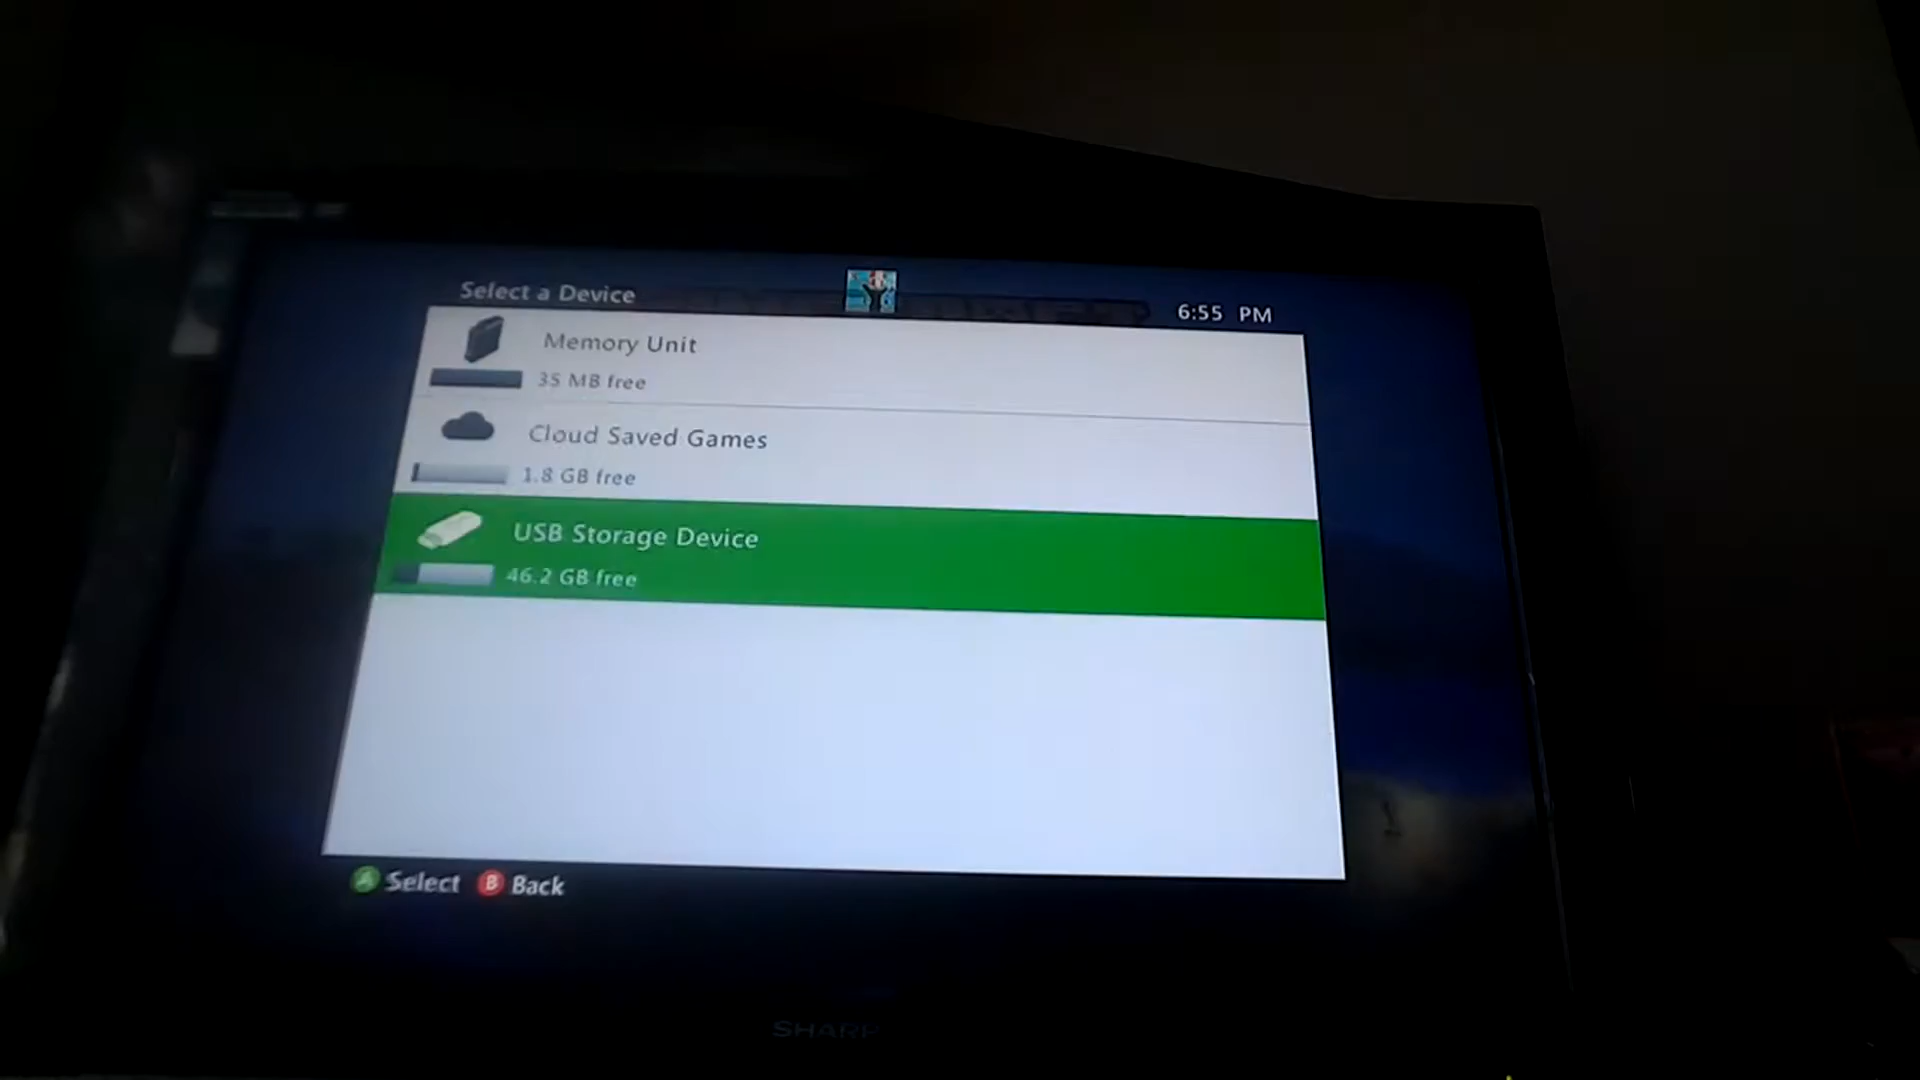 Select a Device
6:55 PM
Memory Unit
35 MB free
Cloud Saved Games
1.8 GB free
USB Storage Device
46.2 GB free
A Select B Back
SHARP